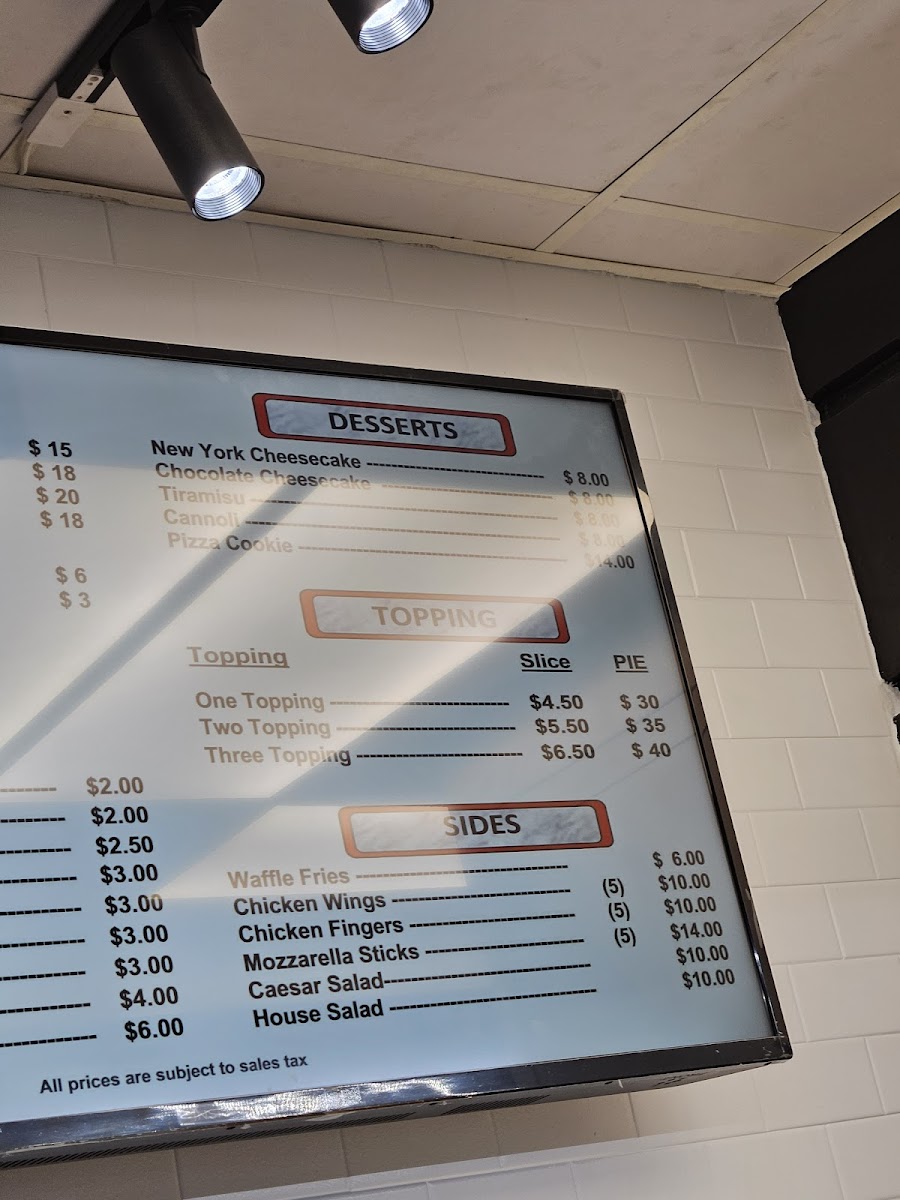 $ 15
$ 18
$ 20
$ 18
$ 6
$ 3
$2.00
$2.00
$2.50
$3.00
$3.00
$3.00
$3.00
$4.00
$6.00
DESSERTS
New York Cheesecake $ 8.00
Chocolate Cheesecake $ 8.00
Tiramisu $ 8.00
Cannoli $ 8.00
Pizza Cookie $14.00
TOPPING
Topping Slice PIE
One Topping $4.50 $ 30
Two Topping $5.50 $ 35
Three Topping $6.50 $ 40
SIDES
Waffle Fries $ 6.00
Chicken Wings (5) $10.00
Chicken Fingers (5) $10.00
Mozzarella Sticks (5) $14.00
Caesar Salad $10.00
House Salad $10.00
All prices are subject to sales tax